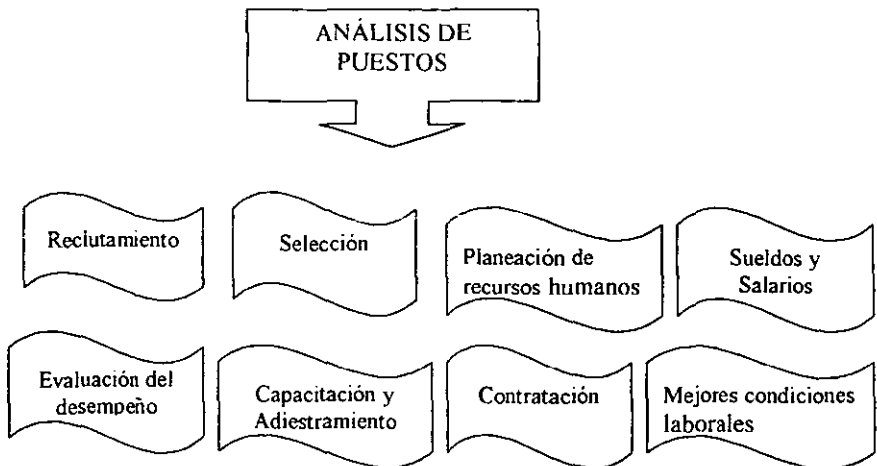 ANÁLISIS DE
PUESTOS
Reclutamiento
Selección
Planeación de
recursos humanos
Sueldos y
Salarios
Evaluación del
desempeño
Capacitación y
Adiestramiento
Contratación
Mejores condiciones
laborales